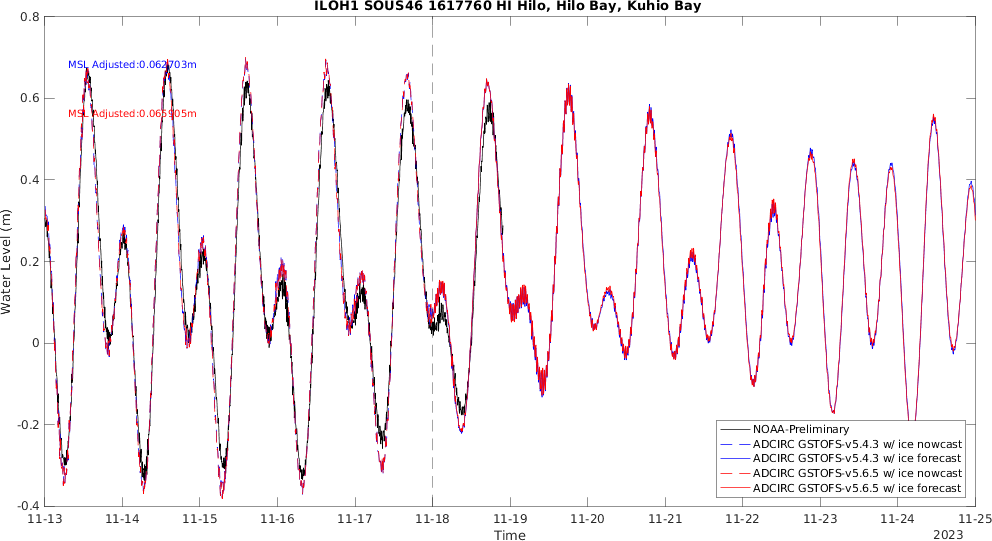 ILOH1 SOUS46 1617760 HI Hilo, Hilo Bay, Kuhio Bay
MSL Adjusted:0.062703m
MSL Adjusted:0.065905m
Water Level (m)
0.8
0.6
0.4
0.2
0
-0.2
-0.4
NOAA-Preliminary
ADCIRC GSTOFS-v5.4.3 w/ ice nowcast
ADCIRC GSTOFS-v5.4.3 w/ ice forecast
ADCIRC GSTOFS-v5.6.5 w/ ice nowcast
ADCIRC GSTOFS-v5.6.5 w/ ice forecast
11-13 11-14 11-15 11-16 11-17 11-18 11-19 11-20 11-21 11-22 11-23 11-24 11-25
Time
2023